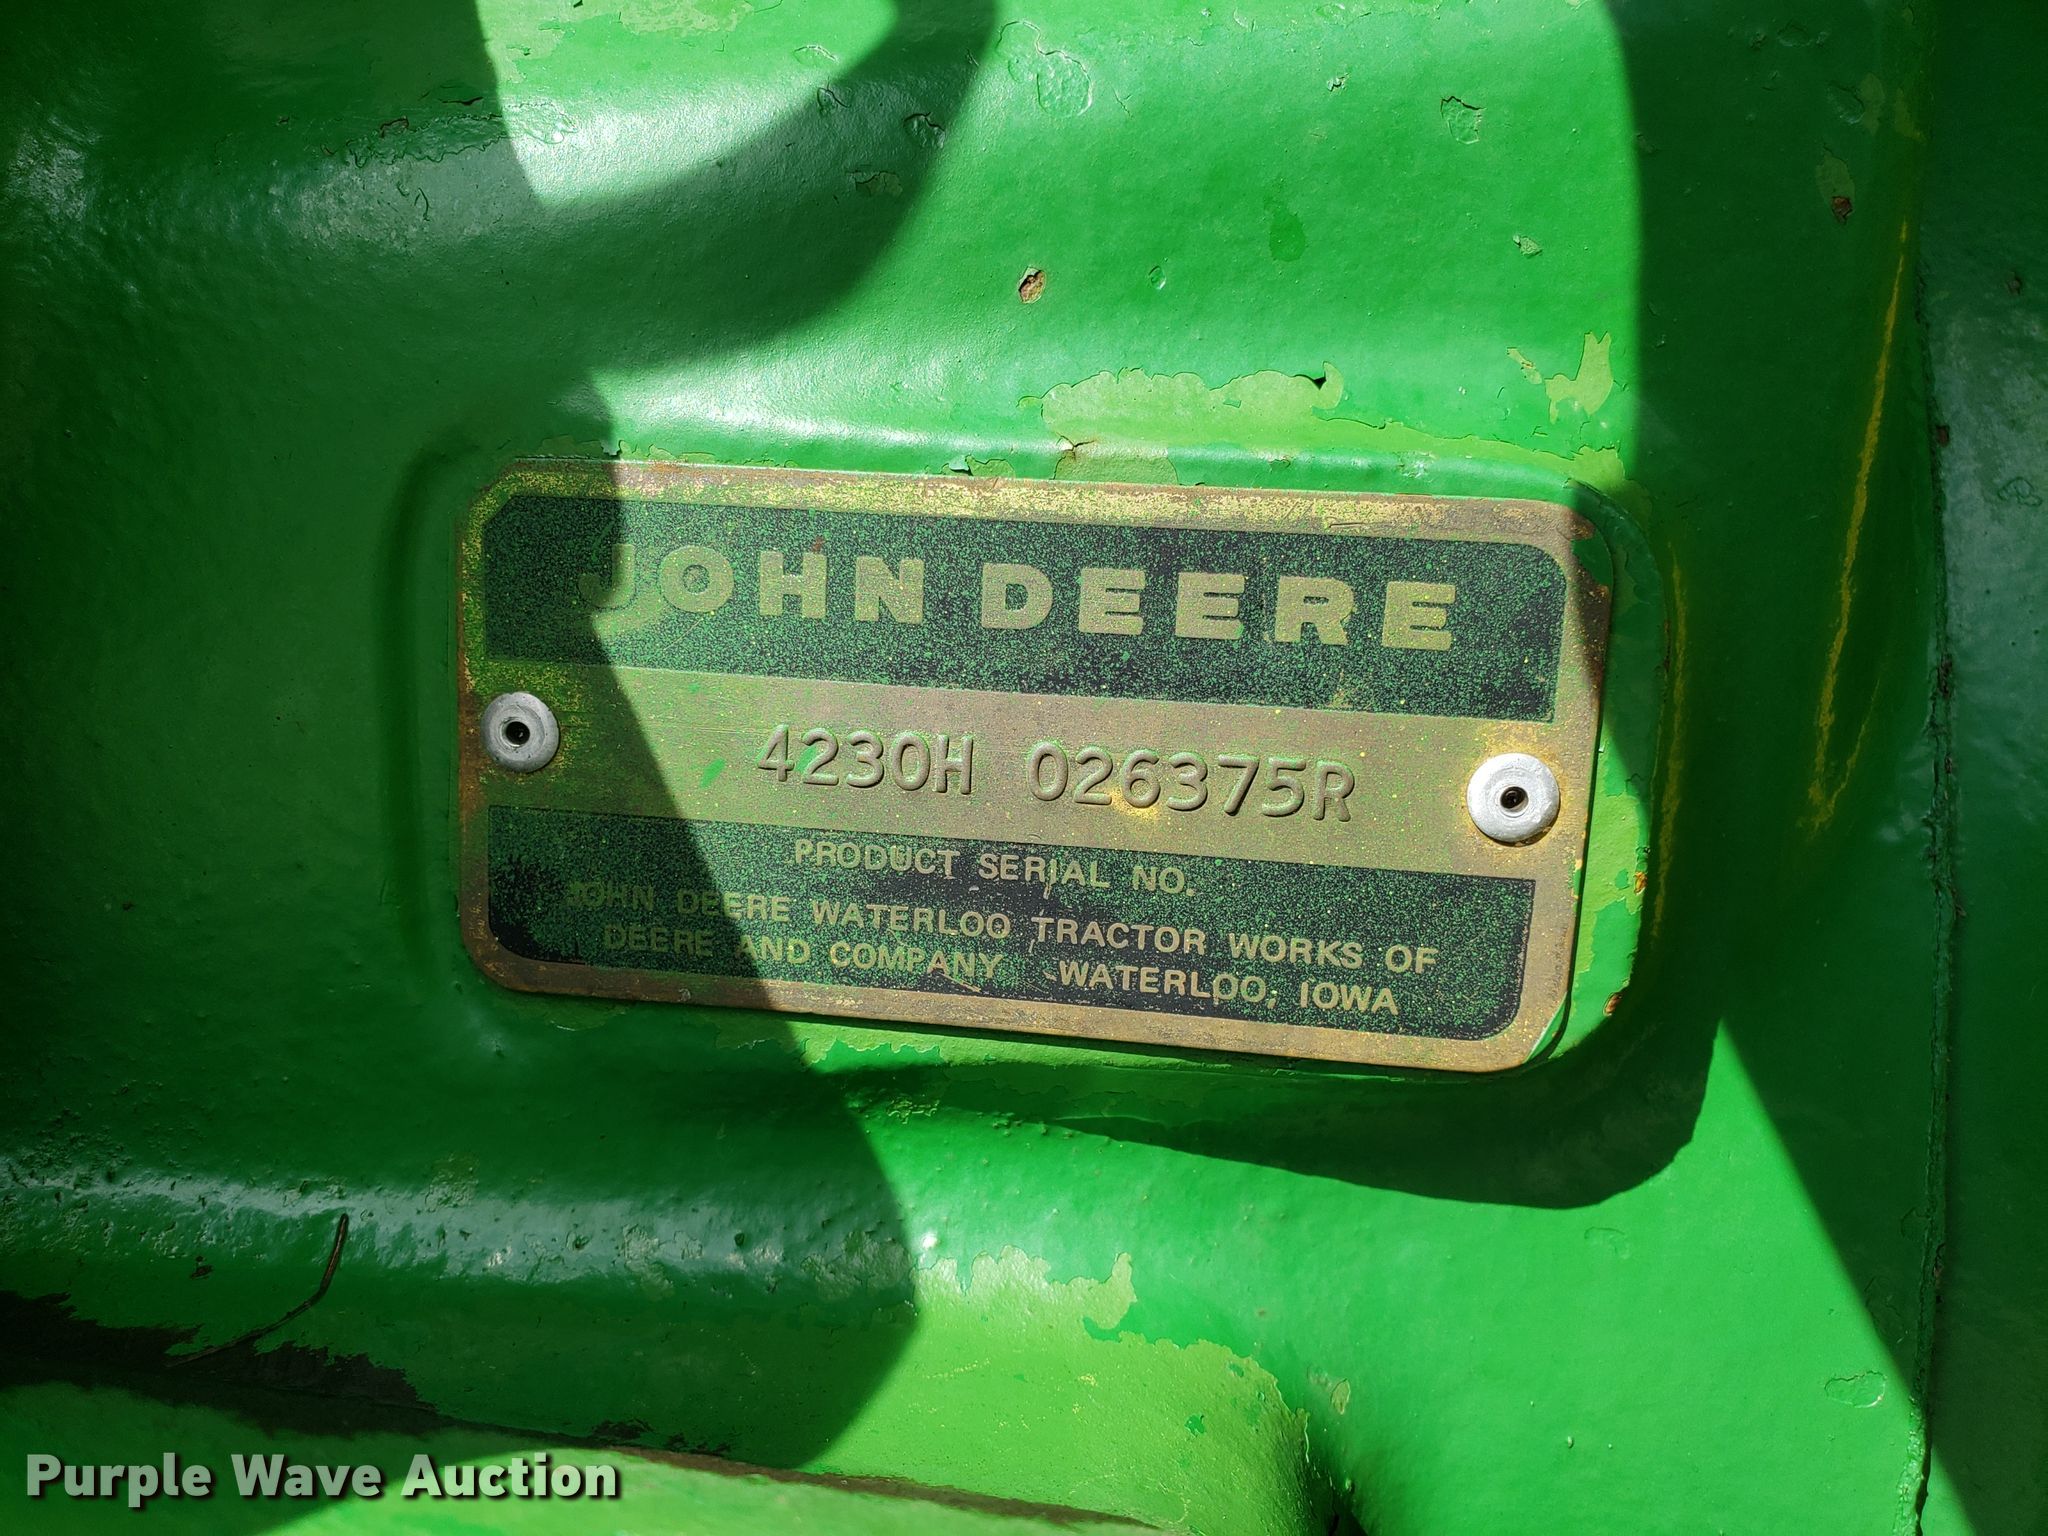 JOHN DEERE
4230H 026375R
PRODUCT SERIAL NO.
JOHN DEERE WATERLOO TRACTOR WORKS OF
DEERE AND COMPANY -WATERLOO, IOWA
Purple Wave Auction